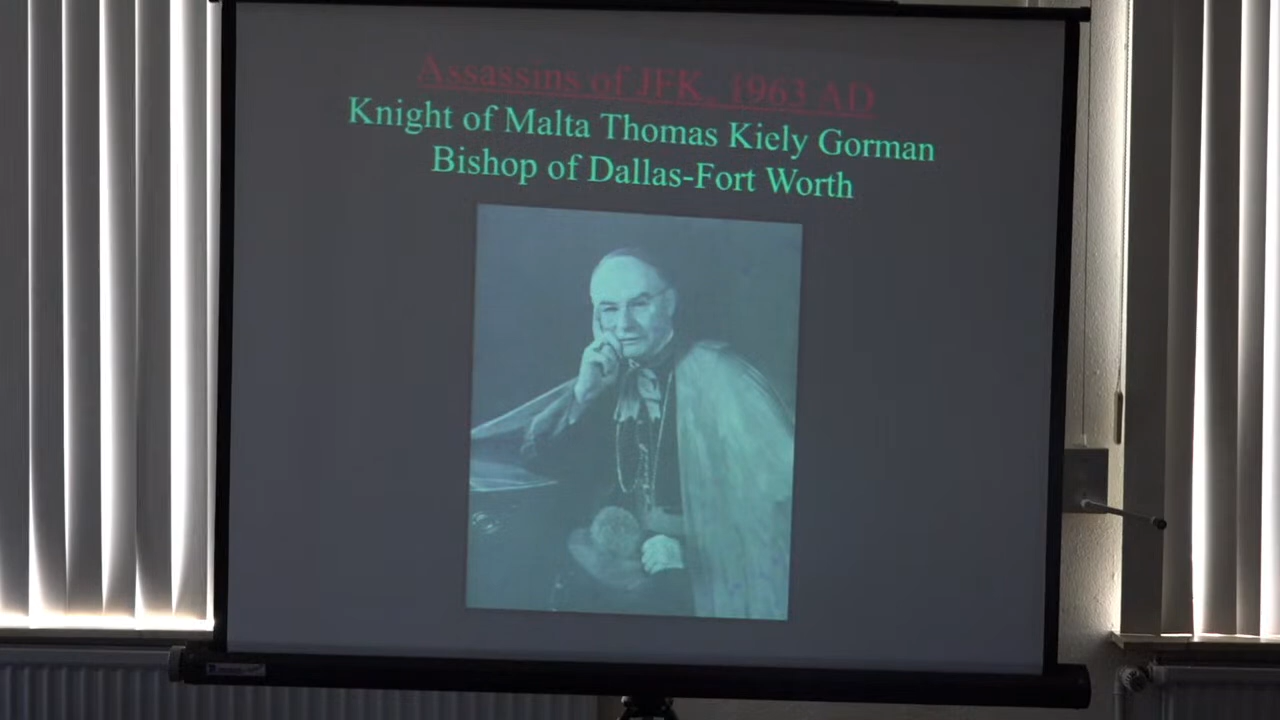 Assassins of JFK, 1963 AD
Knight of Malta Thomas Kiely Gorman
Bishop of Dallas-Fort Worth